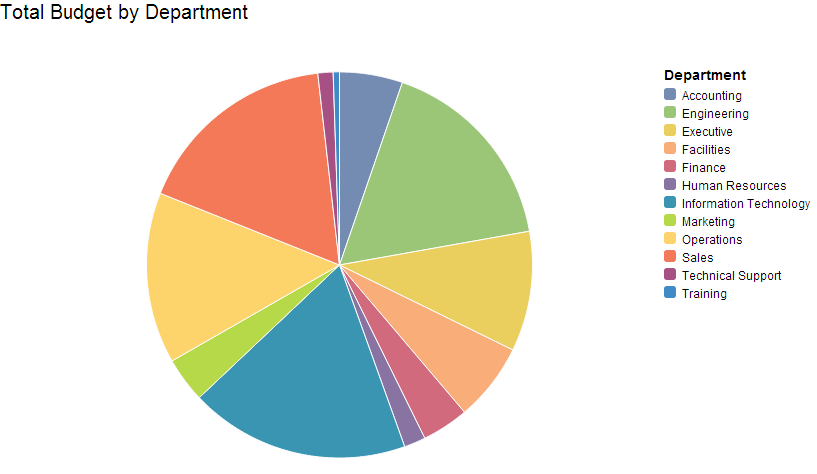 Total Budget by Department
Department
Accounting
Engineering
Executive
Facilities
Finance
Human Resources
Information Technology
Marketing
Operations
Sales
Technical Support
Training